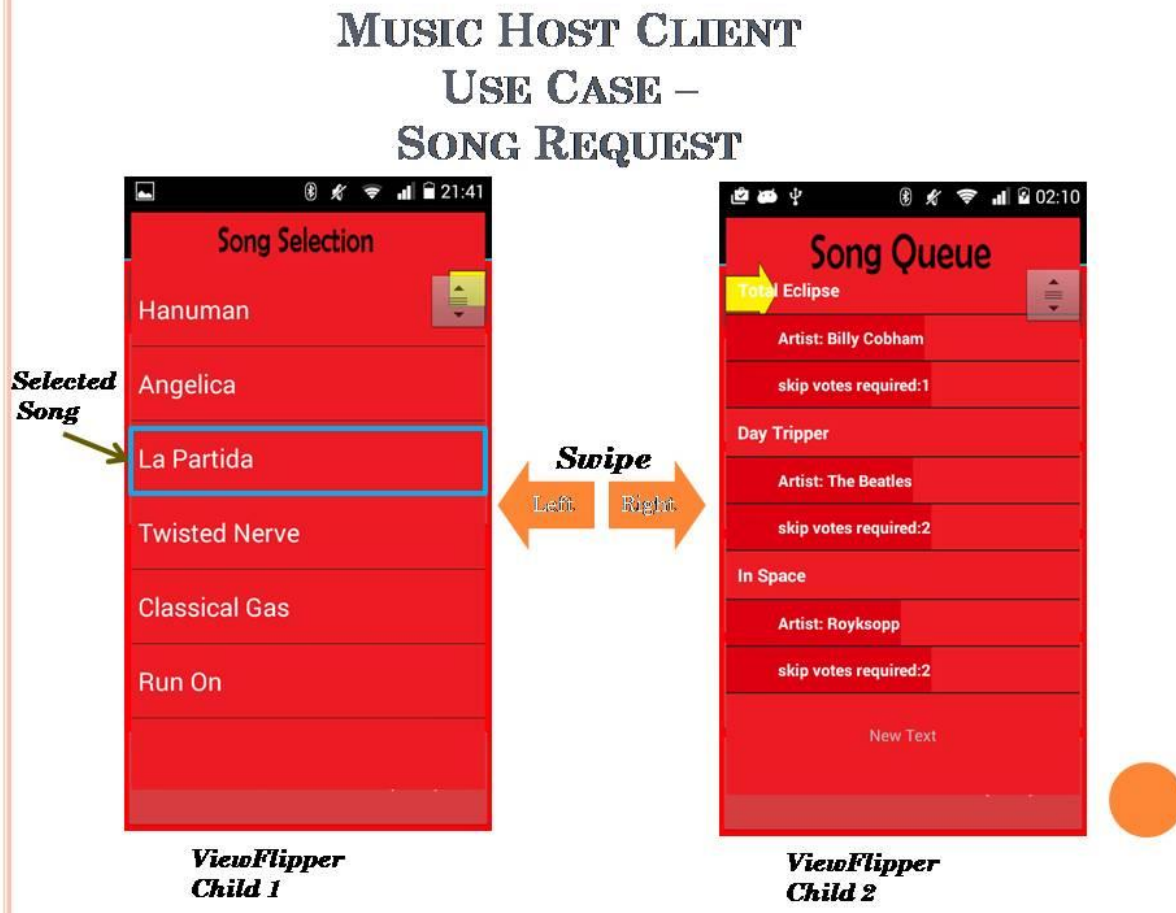 MUSIC HOST CLIENT
USE CASE –
SONG REQUEST
21:41
Song Selection
Hanuman
Angelica
Selected
Song
La Partida
Twisted Nerve
Classical Gas
Run On
ViewFlipper
Child 1
Swipe
Left
Right
02:10
Song Queue
Total Eclipse
Artist: Billy Cobham
skip votes required:1
Day Tripper
Artist: The Beatles
skip votes required:2
In Space
Artist: Royksopp
skip votes required:2
New Text
ViewFlipper
Child 2